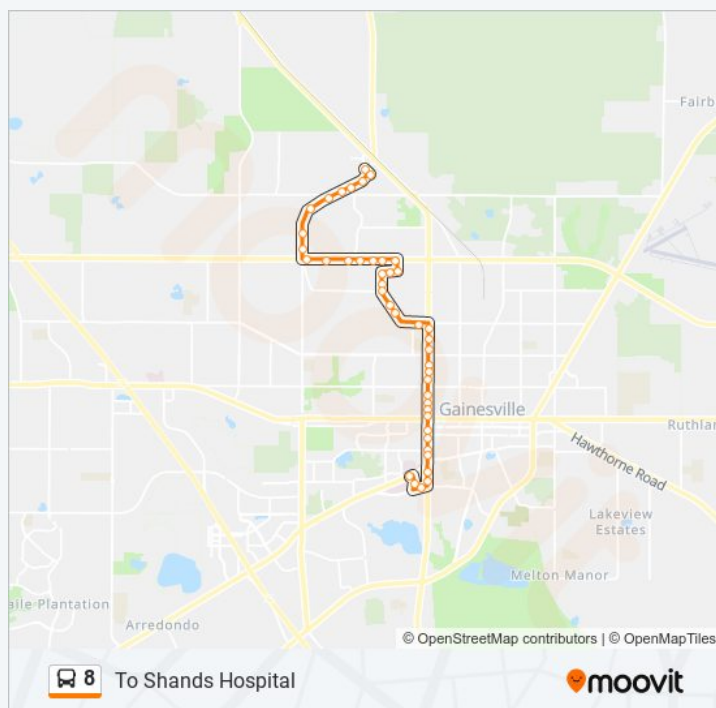 Fairb
Gainesville
Ruthlan
Hawthorne Road
Lakeview
Estates
Melton Manor
aile Plantation
Arredondo
© OpenStreetMap contributors | © OpenMapTiles
8 To Shands Hospital
moovit